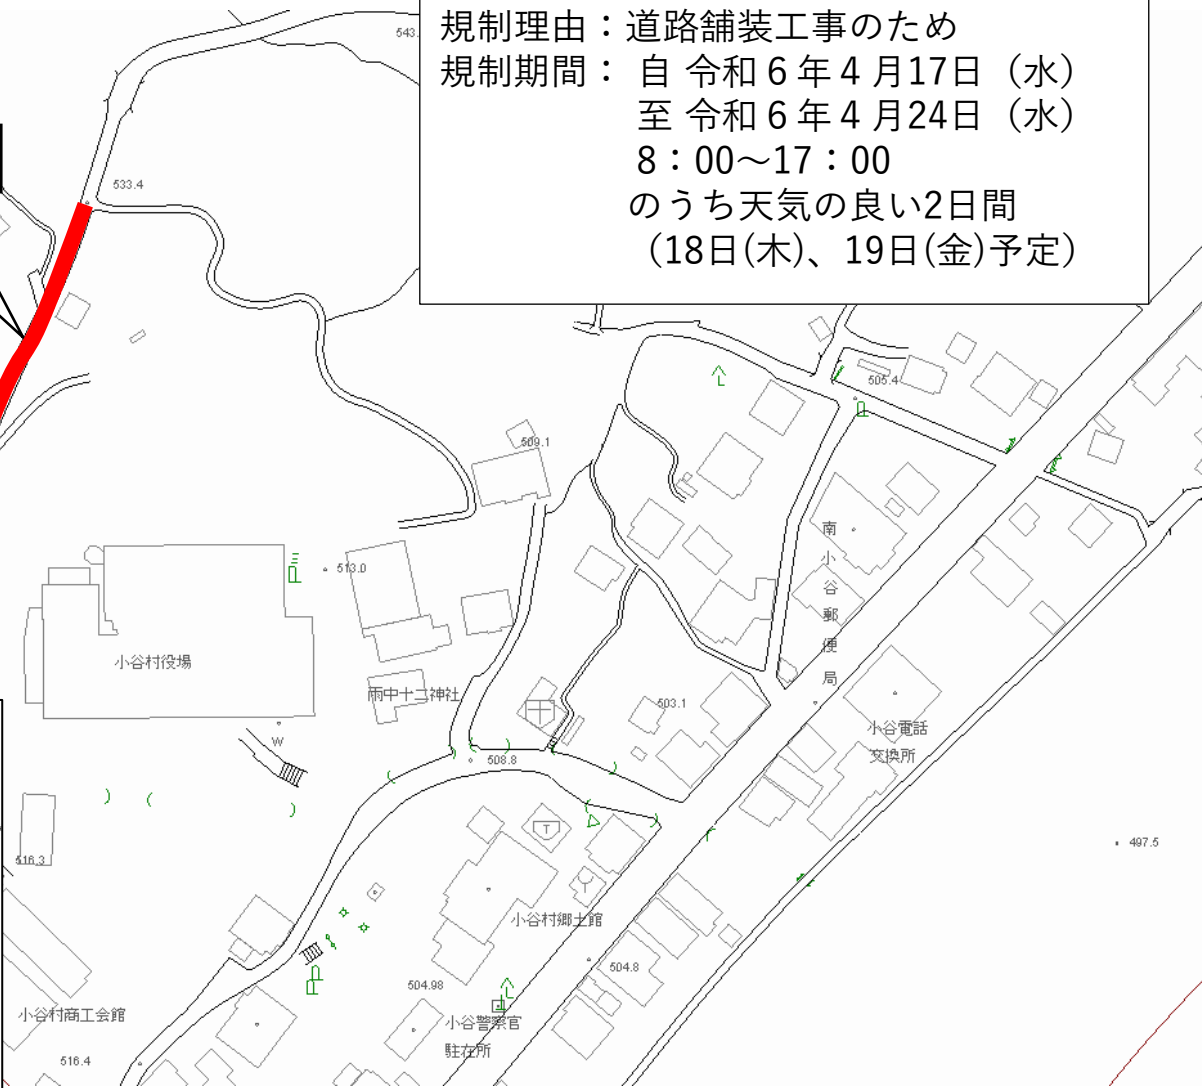 規制理由：道路舗装工事のため
規制期間： 自 令和６年４月17日（水）
至 令和６年４月24日（水）
8：00～17：00
のうち天気の良い2日間
（18日(木)、19日(金)予定）
543.
533.4
505.4
509.1
南小谷郵便局
513.0
小谷村役場
雨中十二神社
503.1
小谷電話
交換所
W
508.8
497.5
516.3
小谷村郷土館
504.8
504.98
小谷村商工会館
小谷警察官
駐在所
516.4